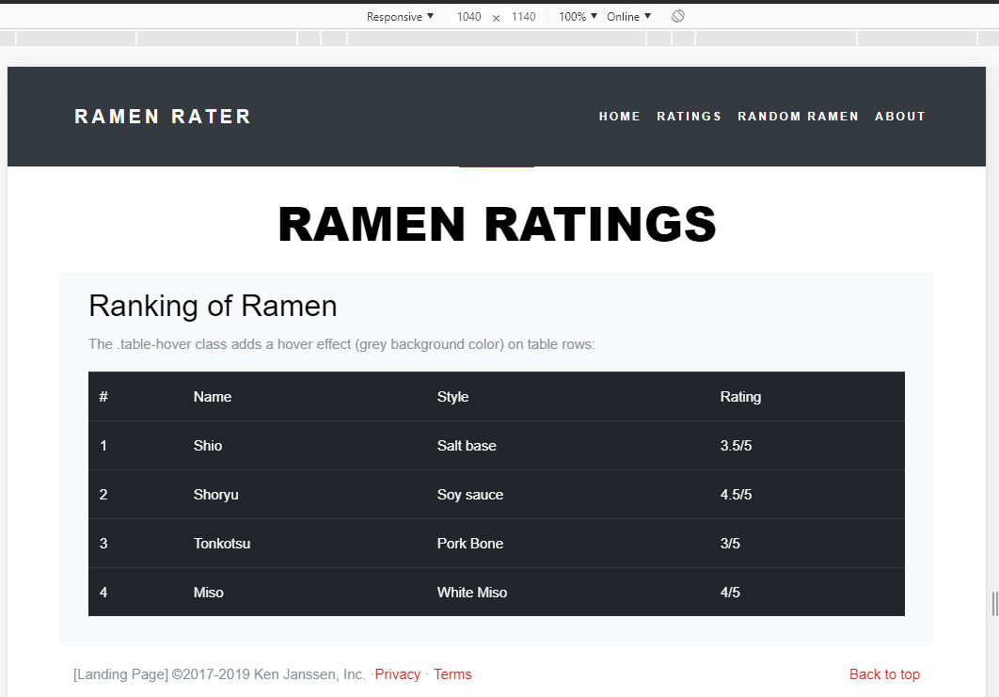 Responsive ▼ 1040 × 1140 100% ▼ Online ▼
RAMEN RATER HOME RATINGS RANDOM RAMEN ABOUT
RAMEN RATINGS
Ranking of Ramen
The .table-hover class adds a hover effect (grey background color) on table rows:
# Name Style Rating
1 Shio Salt base 3.5/5
2 Shoryu Soy sauce 4.5/5
3 Tonkotsu Pork Bone 3/5
4 Miso White Miso 4/5
[Landing Page] ©2017-2019 Ken Janssen, Inc. ·Privacy · Terms Back to top